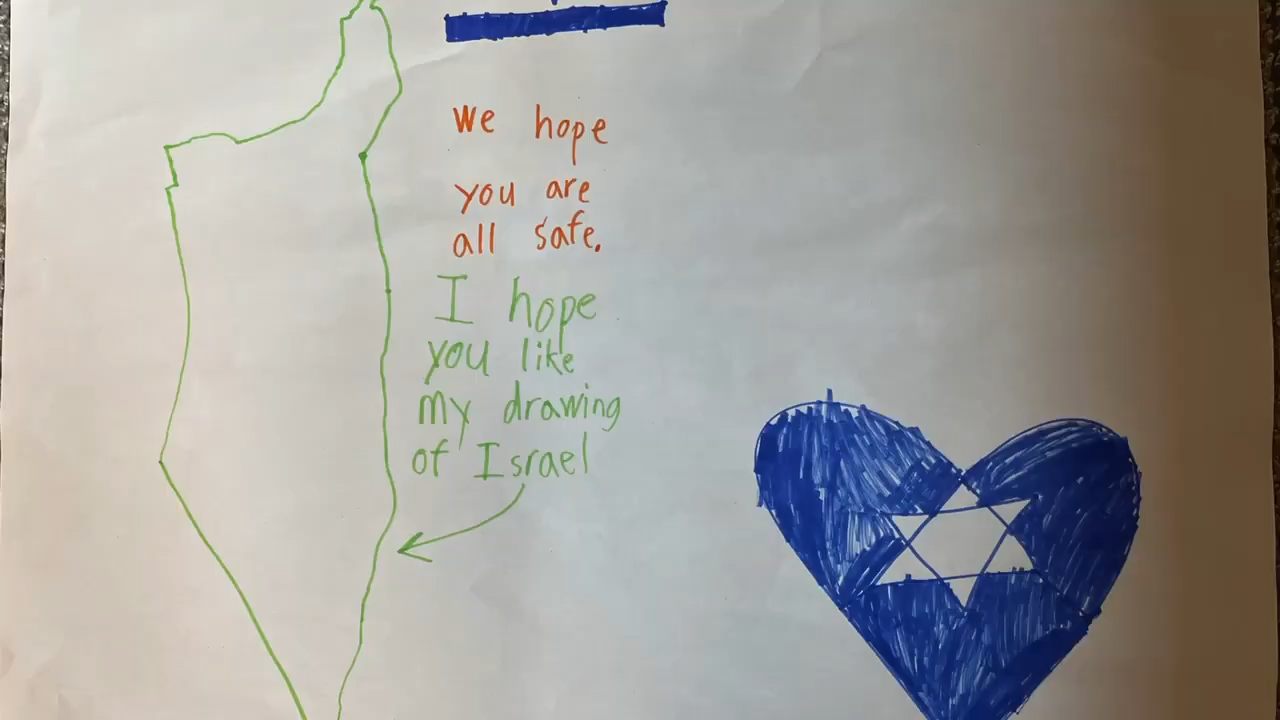 We hope
you are
all safe.
I hope
you like
my drawing
of Israel